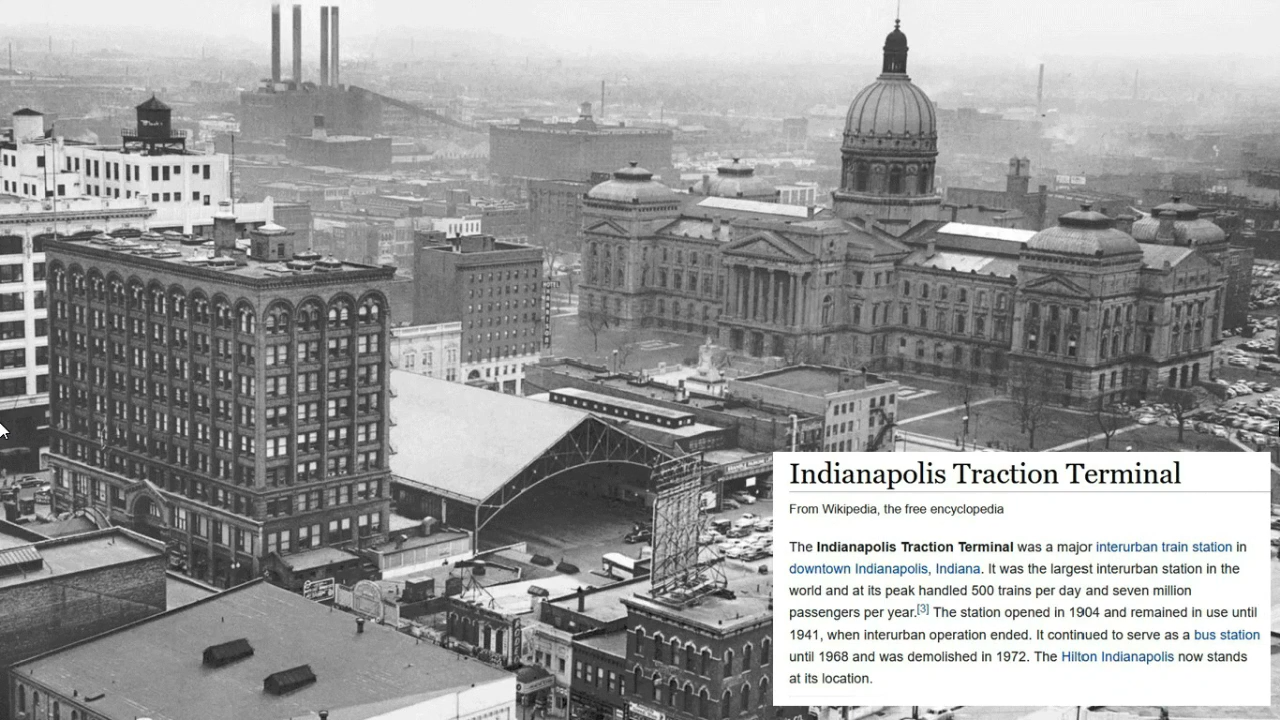 HOTEL
Indianapolis Traction Terminal
From Wikipedia, the free encyclopedia
The Indianapolis Traction Terminal was a major interurban train station in
downtown Indianapolis, Indiana. It was the largest interurban station in the
world and at its peak handled 500 trains per day and seven million
passengers per year.[3] The station opened in 1904 and remained in use until
1941, when interurban operation ended. It continued to serve as a bus station
until 1968 and was demolished in 1972. The Hilton Indianapolis now stands
at its location.